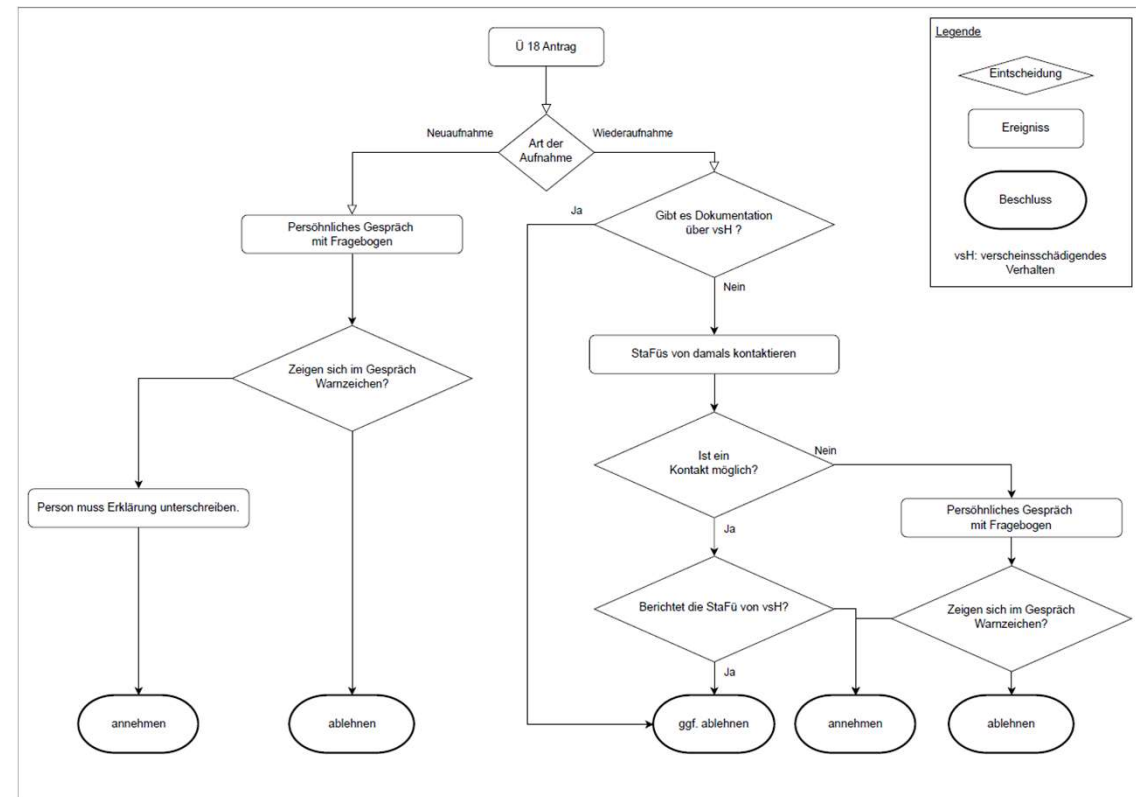 Ü 18 Antrag
Neuaufnahme
Art der
Aufnahme
Wiederaufnahme
Persöhnliches Gespräch
mit Fragebogen
Ja
Gibt es Dokumentation
über vsH ?
Nein
Zeigen sich im Gespräch
Warnzeichen?
StaFüs von damals kontaktieren
Ist ein
Kontakt möglich?
Nein
Person muss Erklärung unterschreiben.
Persöhnliches Gespräch
mit Fragebogen
Ja
Berichtet die StaFü von vsH?
Zeigen sich im Gespräch
Warnzeichen?
Ja
annehmen
ablehnen
ggf. ablehnen
annehmen
ablehnen
Legende
Eintscheidung
Ereigniss
Beschluss
vsH: verscheinsschädigendes
Verhalten